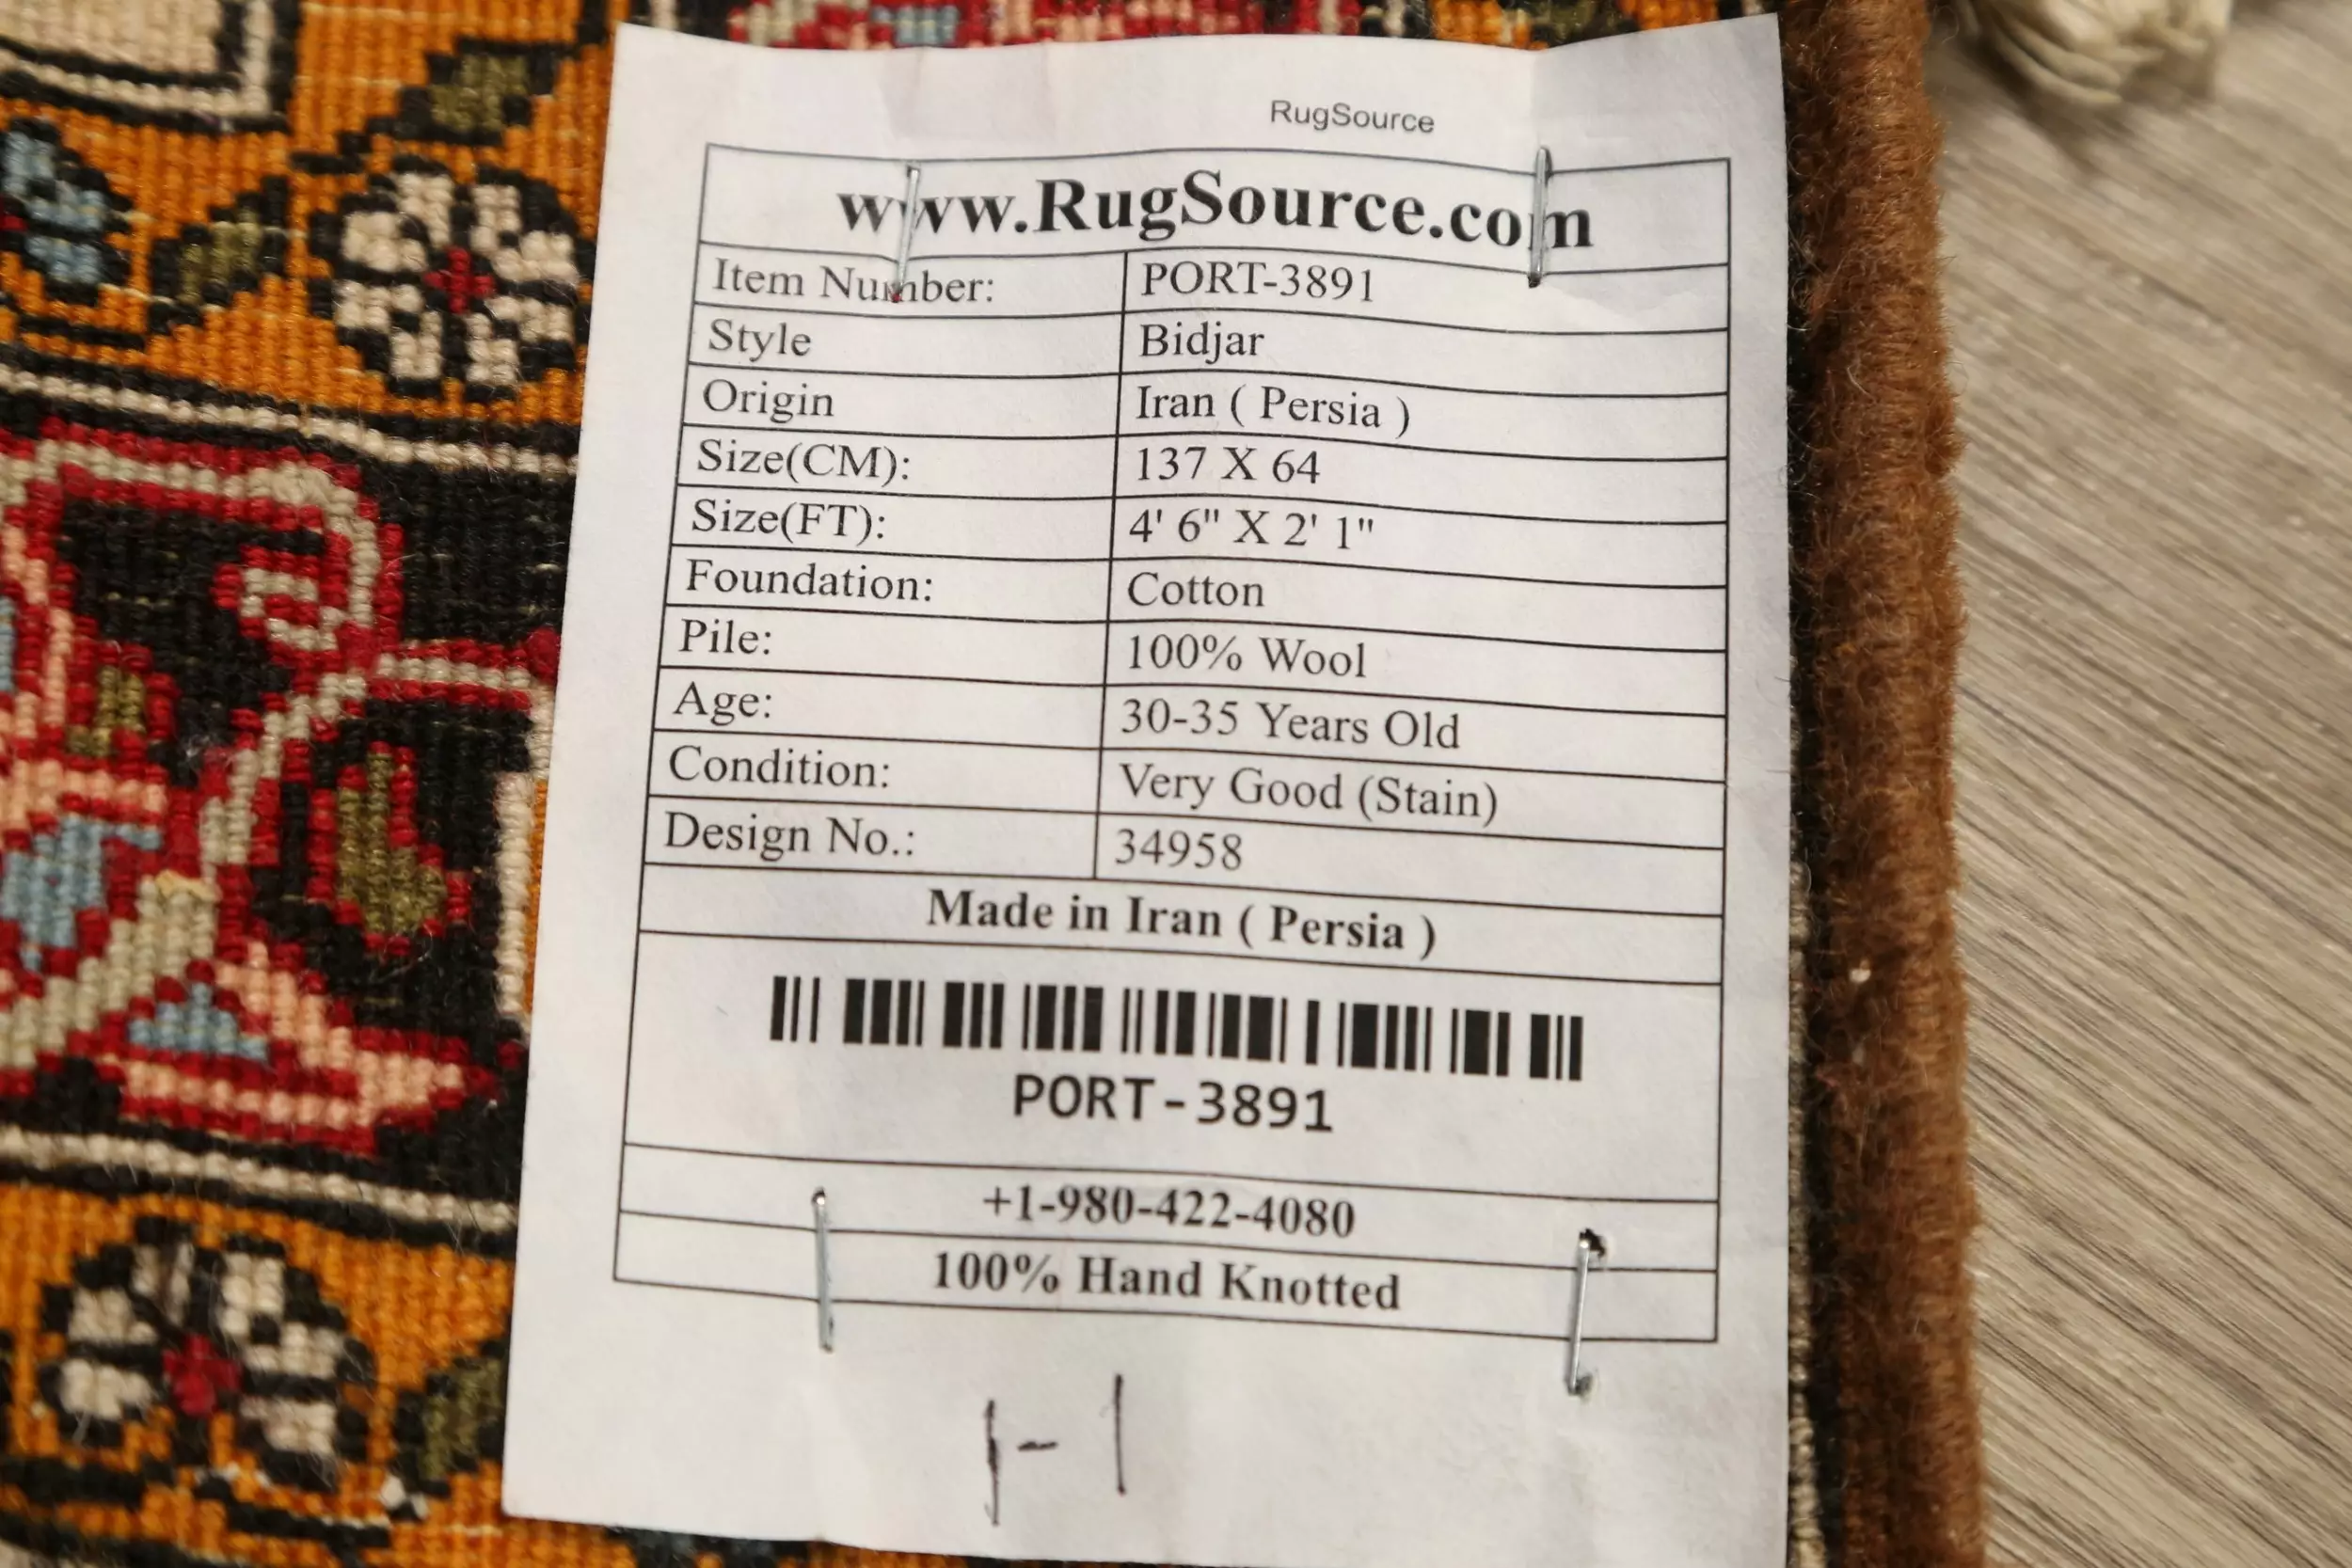 RugSource
www.RugSource.com
Item Number: PORT-3891
Style Bidjar
Origin Iran ( Persia )
Size(CM): 137 X 64
Size(FT): 4' 6" X 2' 1"
Foundation: Cotton
Pile: 100% Wool
Age: 30-35 Years Old
Condition: Very Good (Stain)
Design No.: 34958
Made in Iran ( Persia )
PORT-3891
+1-980-422-4080
100% Hand Knotted
1-1